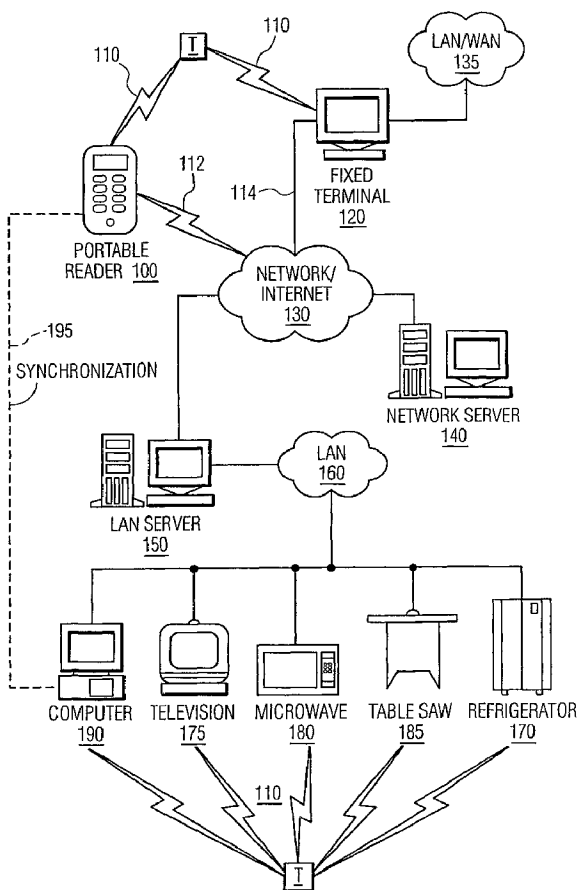 T
110
110
LAN/WAN
135
FIXED
TERMINAL
120
112
114
PORTABLE
READER 100
NETWORK/
INTERNET
130
195
SYNCHRONIZATION
NETWORK SERVER
140
LAN
160
LAN SERVER
150
COMPUTER
190
TELEVISION
175
MICROWAVE
180
TABLE SAW
185
REFRIGERATOR
170
110
T